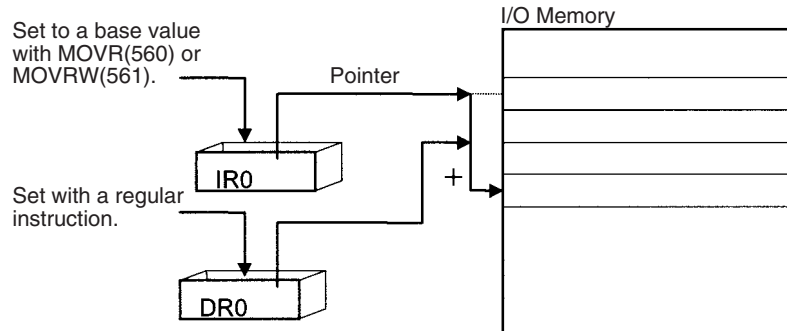 I/O Memory
Set to a base value
with MOVR(560) or
MOVRW(561).
Pointer
IR0
Set with a regular
instruction.
+
DR0